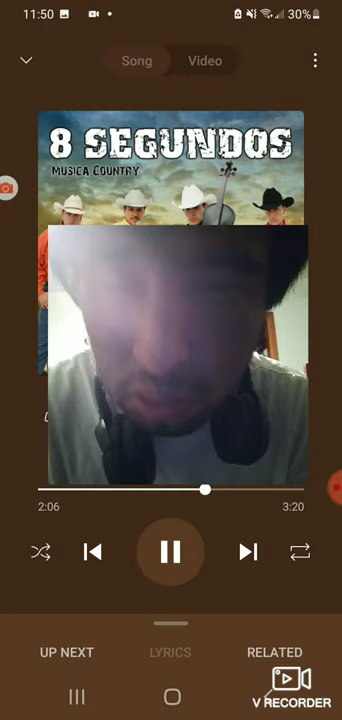 11:50
30%
Song Video
8 SEGUNDOS
MUSICA COUNTRY
2:06 3:20
UP NEXT LYRICS RELATED
V RECORDER